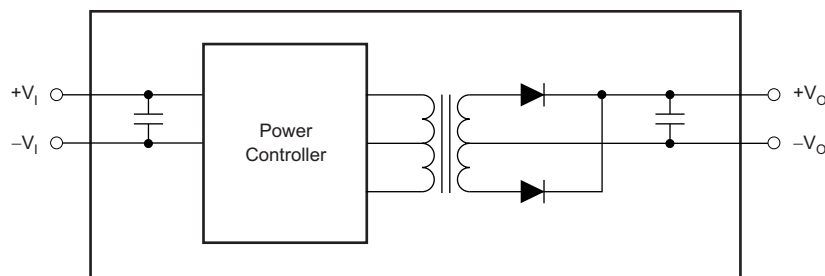 +V_I
−V_I
Power
Controller
+V_O
−V_O